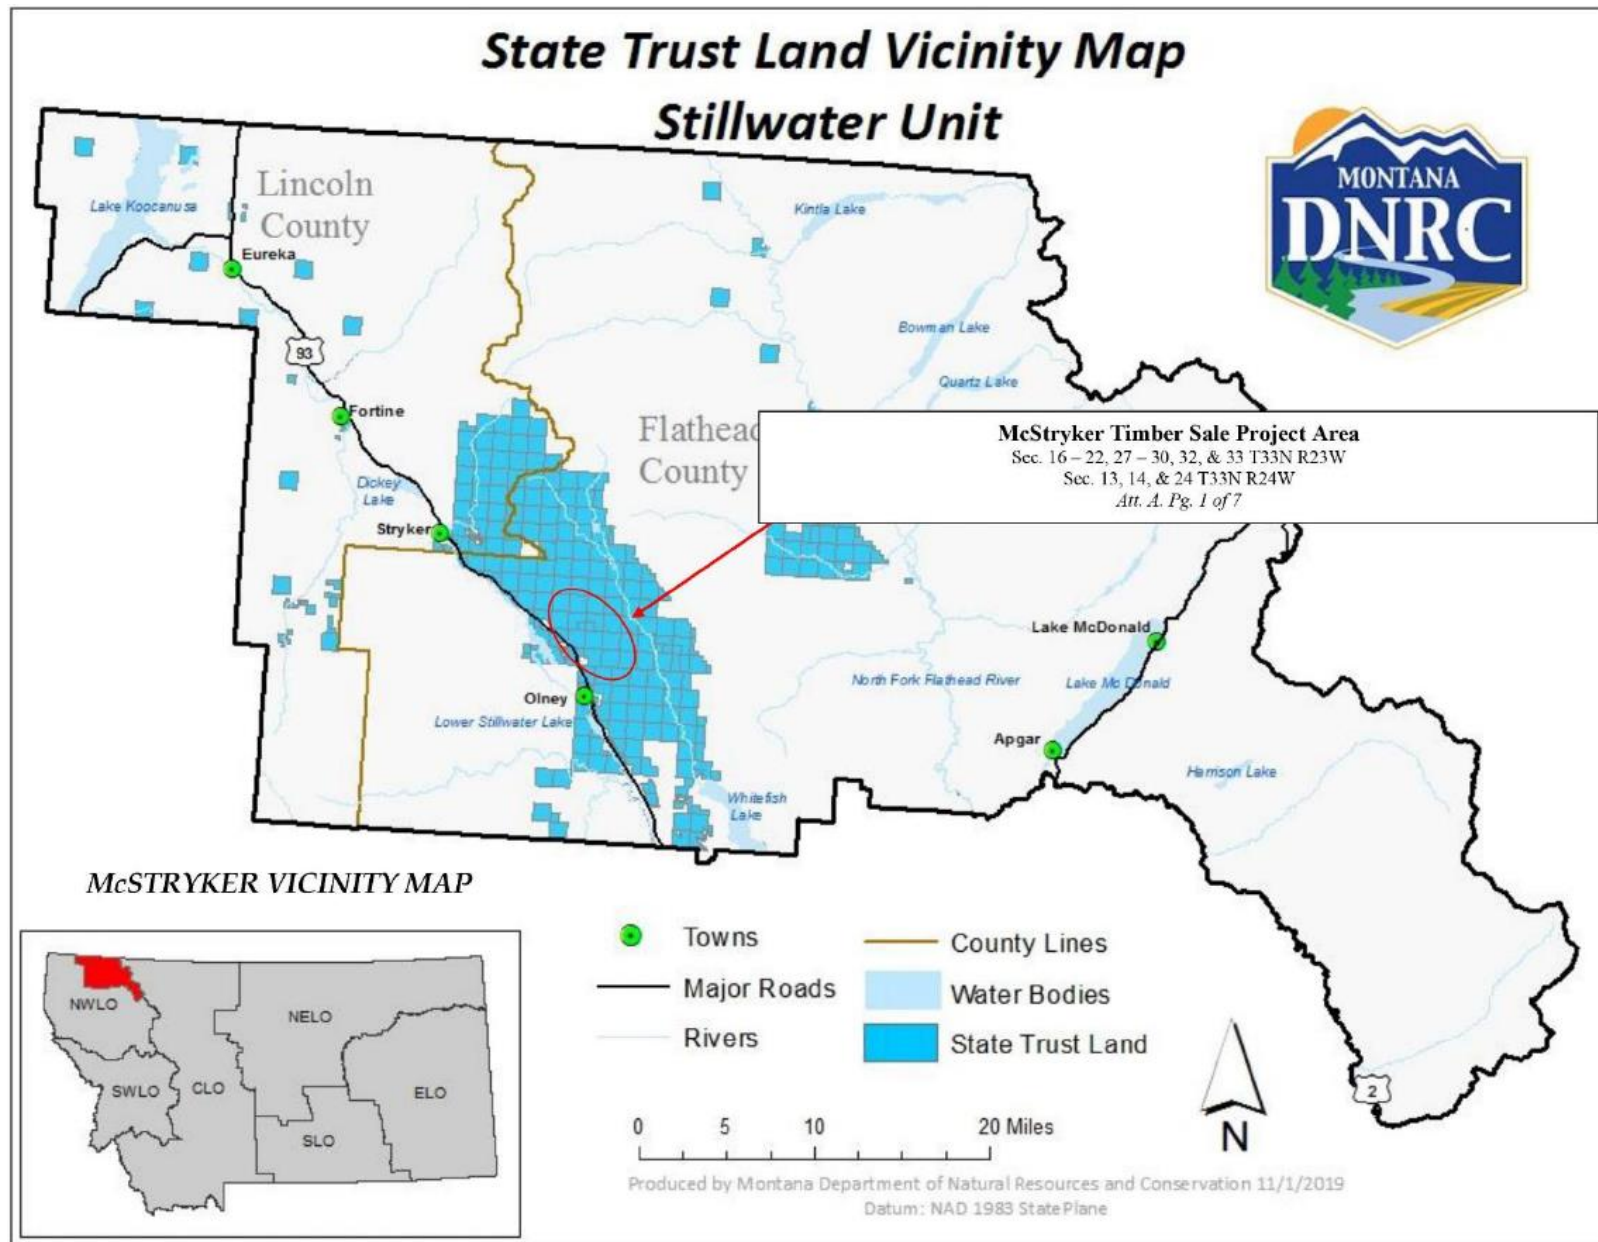 State Trust Land Vicinity Map
Stillwater Unit
MONTANA
DNRC
Lincoln
County
Lake Koocanusa
Eureka
Kintla Lake
93
Bowman Lake
Quartz Lake
Fortine
Flathead
County
McStryker Timber Sale Project Area
Sec. 16 – 22, 27 – 30, 32, & 33 T33N R23W
Sec. 13, 14, & 24 T33N R24W
Att. A. Pg. 1 of 7
Dickey
Lake
Stryker
Lake McDonald
North Fork Flathead River
Lake Mc Donald
Olney
Lower Stillwater Lake
Apgar
Harrison Lake
Whitefish
Lake
McSTRYKER VICINITY MAP
NWLO
NELO
SWLO
CLO
ELO
SLO
Towns
Major Roads
Rivers
County Lines
Water Bodies
State Trust Land
2
N
0 5 10 20 Miles
Produced by Montana Department of Natural Resources and Conservation 11/1/2019
Datum: NAD 1983 StatePlane